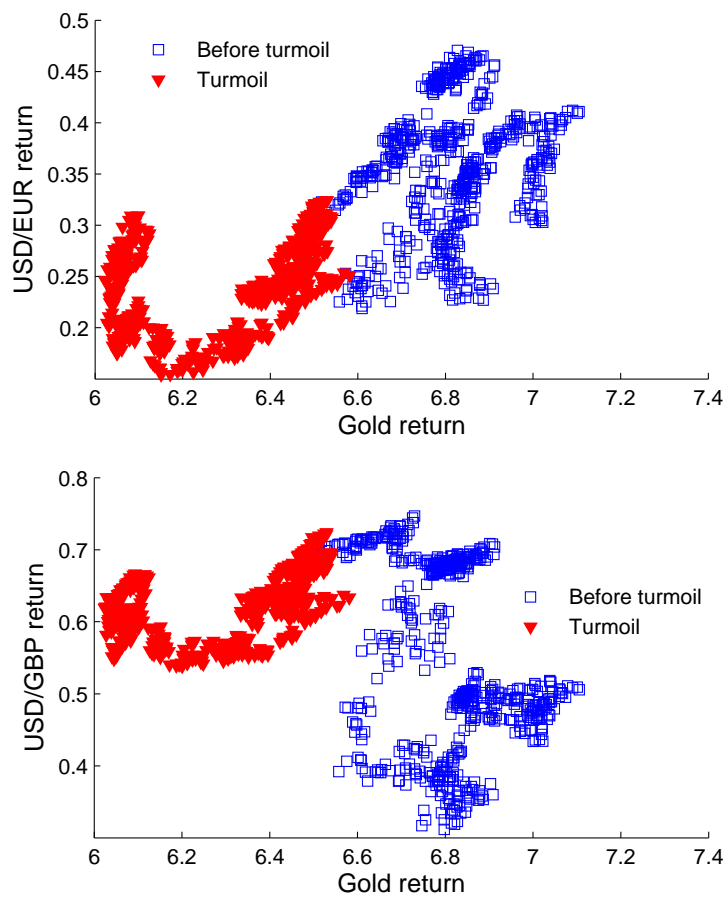 0.5
0.45
0.4
0.35
0.3
0.25
0.2
USD/EUR return
Before turmoil
Turmoil
6 6.2 6.4 6.6 6.8 7 7.2 7.4
Gold return
0.8
0.7
0.6
0.5
0.4
USD/GBP return
Before turmoil
Turmoil
6 6.2 6.4 6.6 6.8 7 7.2 7.4
Gold return